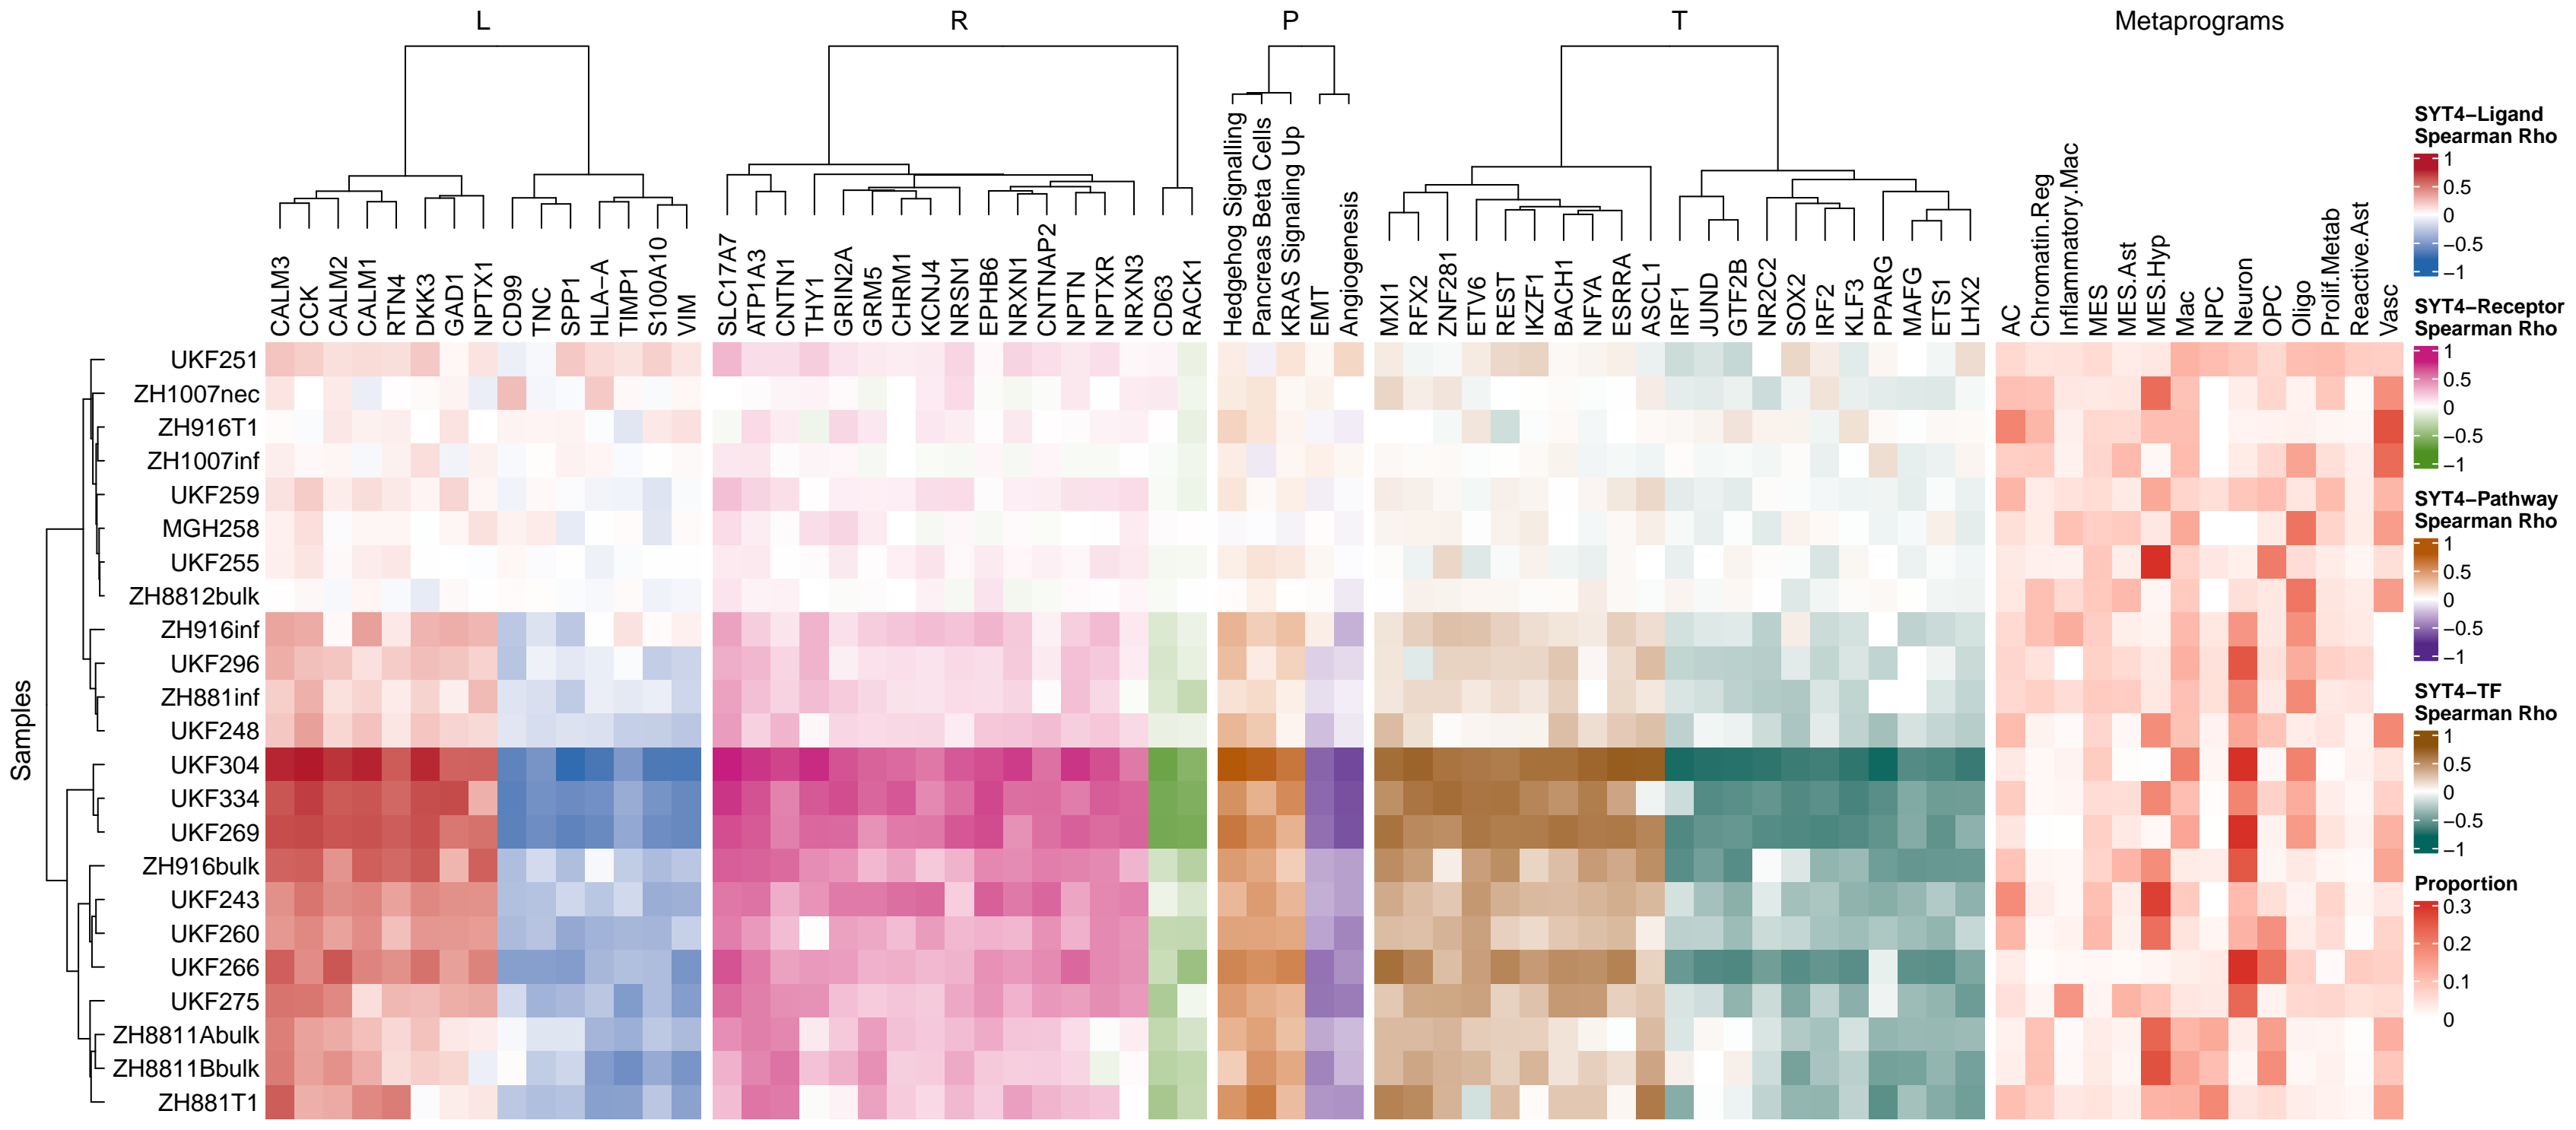 L
R
P
T
Metaprograms
CALM3
CCK
CALM2
CALM1
RTN4
DKK3
GAD1
NPTX1
CD99
TNC
SPP1
HLA−A
TIMP1
S100A10
VIM
SLC17A7
ATP1A3
CNTN1
THY1
GRIN2A
GRM5
CHRM1
KCNJ4
NRSN1
EPHB6
NRXN1
CNTNAP2
NPTN
NPTXR
NRXN3
CD63
RACK1
Hedgehog Signalling
Pancreas Beta Cells
KRAS Signaling Up
EMT
Angiogenesis
MXI1
RFX2
ZNF281
ETV6
REST
IKZF1
BACH1
NFYA
ESRRA
ASCL1
IRF1
JUND
GTF2B
NR2C2
SOX2
IRF2
KLF3
PPARG
MAFG
ETS1
LHX2
AC
Chromatin.Reg
Inflammatory.Mac
MES
MES.Ast
MES.Hyp
Mac
NPC
Neuron
OPC
Oligo
Prolif.Metab
Reactive.Ast
Vasc
Samples
UKF251
ZH1007nec
ZH916T1
ZH1007inf
UKF259
MGH258
UKF255
ZH8812bulk
ZH916inf
UKF296
ZH881inf
UKF248
UKF304
UKF334
UKF269
ZH916bulk
UKF243
UKF260
UKF266
UKF275
ZH8811Abulk
ZH8811Bbulk
ZH881T1
SYT4−Ligand
Spearman Rho
1
0.5
0
−0.5
−1
SYT4−Receptor
Spearman Rho
1
0.5
0
−0.5
−1
SYT4−Pathway
Spearman Rho
1
0.5
0
−0.5
−1
SYT4−TF
Spearman Rho
1
0.5
0
−0.5
−1
Proportion
0.3
0.2
0.1
0